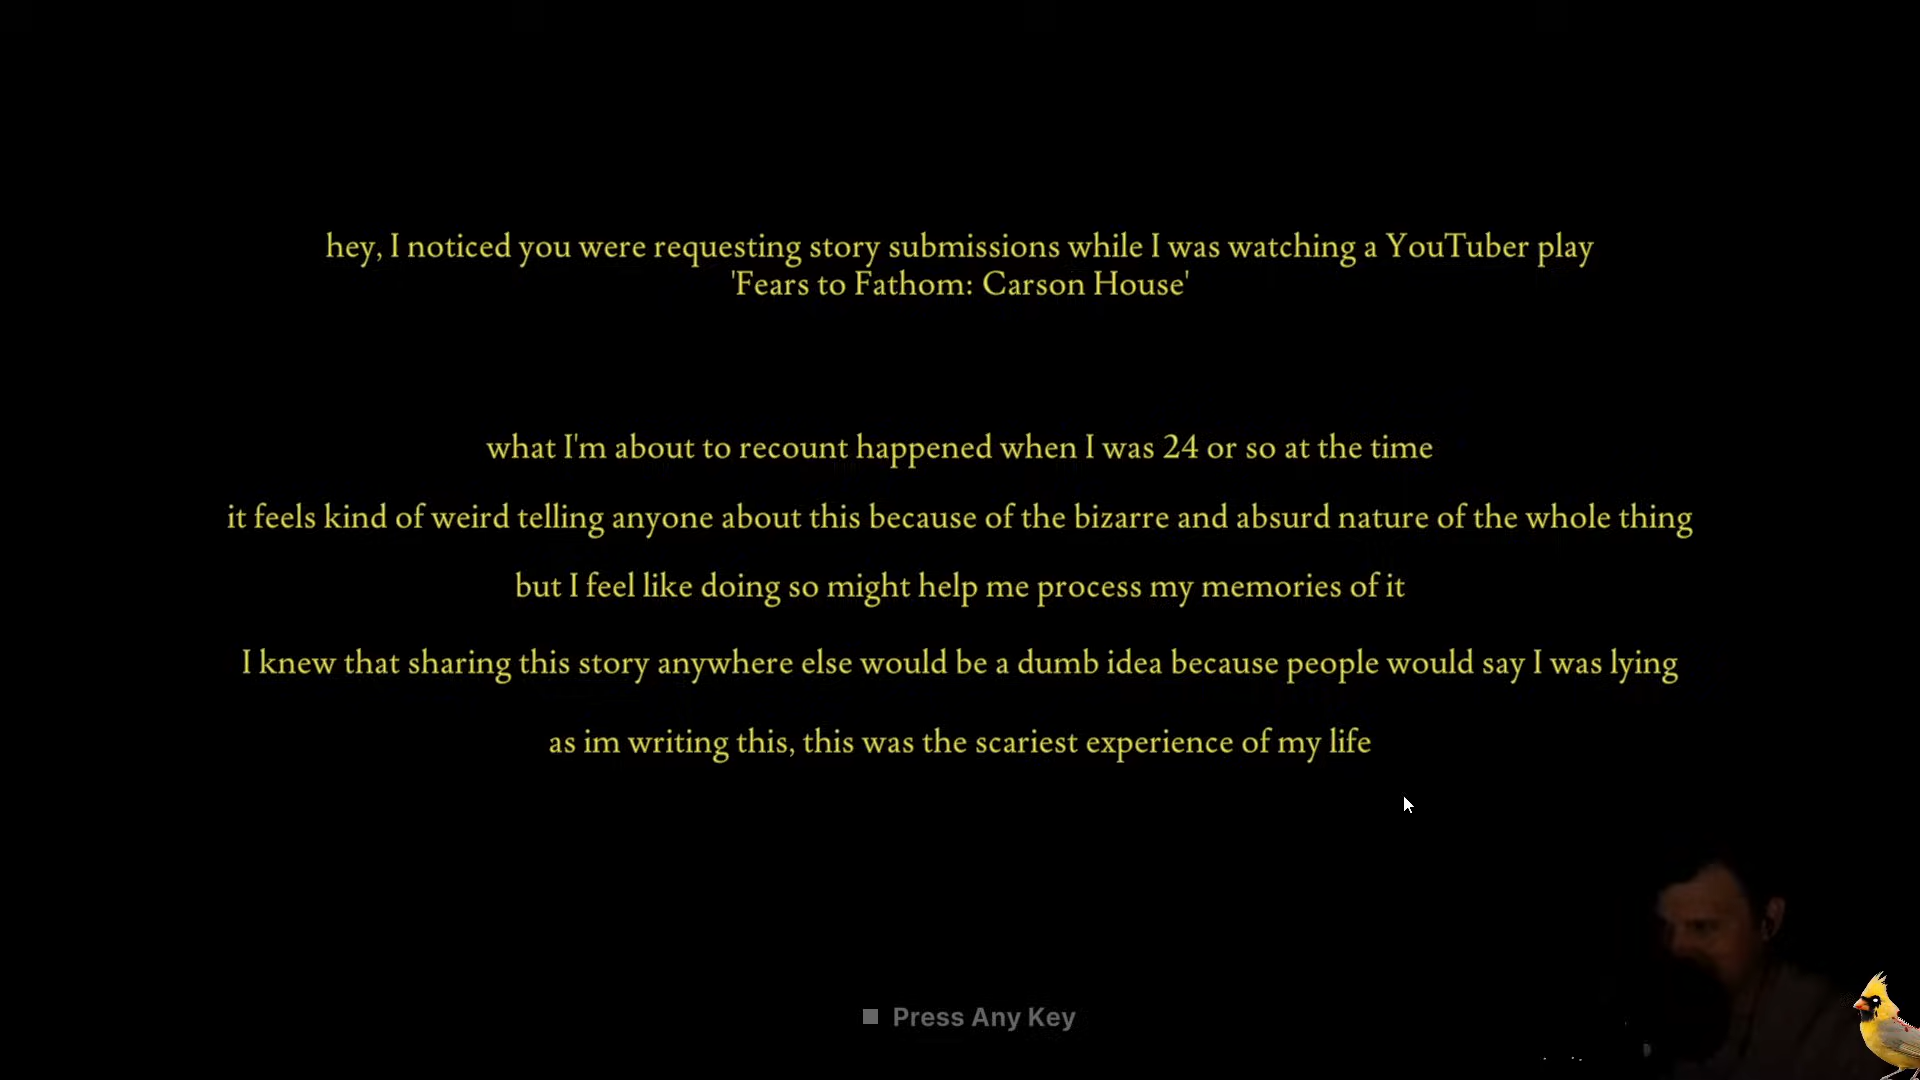 hey, I noticed you were requesting story submissions while I was watching a YouTuber play
'Fears to Fathom: Carson House'
what I'm about to recount happened when I was 24 or so at the time
it feels kind of weird telling anyone about this because of the bizarre and absurd nature of the whole thing
but I feel like doing so might help me process my memories of it
I knew that sharing this story anywhere else would be a dumb idea because people would say I was lying
as im writing this, this was the scariest experience of my life
Press Any Key